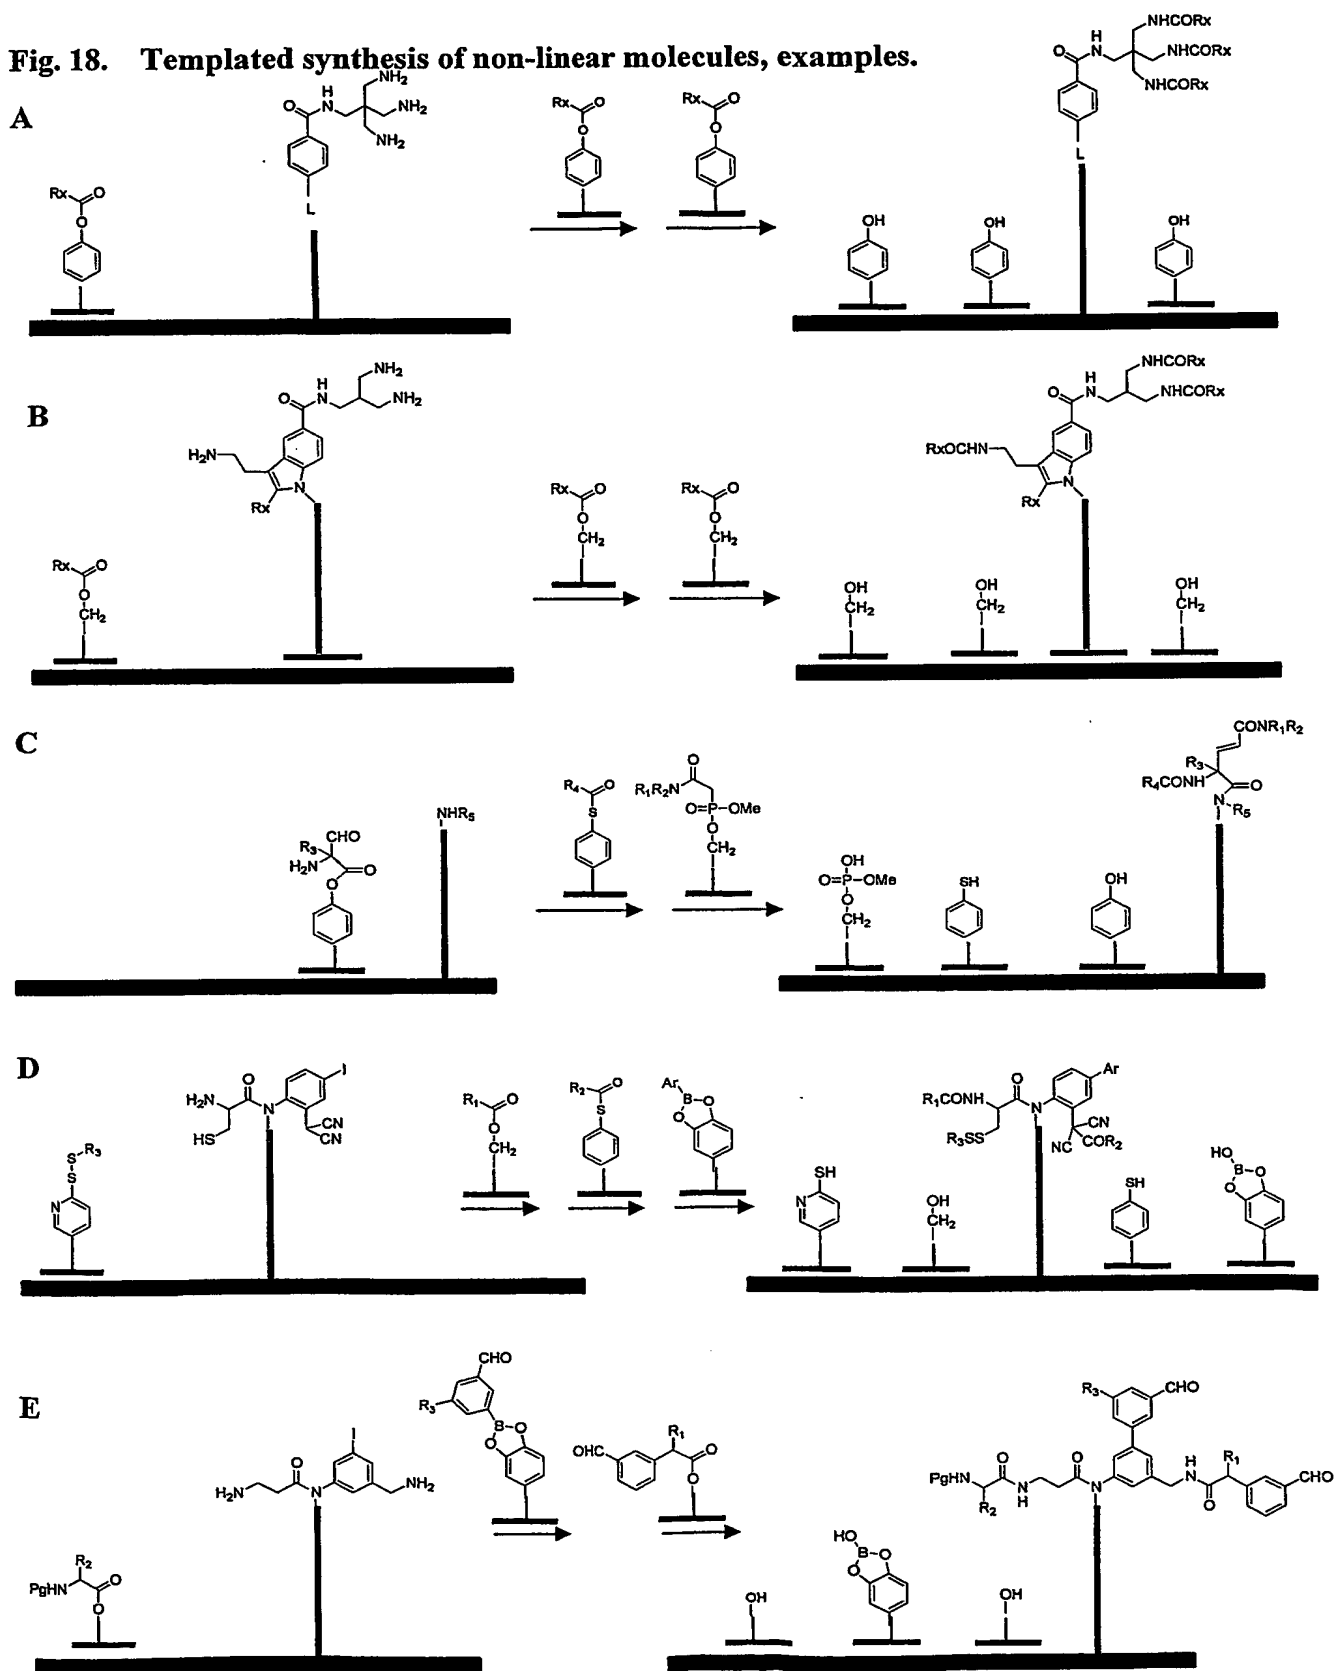 Fig. 18. Templated synthesis of non-linear molecules, examples.
A
Rx O
O
O H
N
NH2
NH2
NH2
L
Rx O
O
Rx O
O
OH
OH
OH
O H
N
NHCORx
NHCORx
NHCORx
L
B
Rx O
O
CH2
H2N
O H
N
NH2
NH2
N
Rx
Rx O
O
CH2
Rx O
O
CH2
OH
CH2
OH
CH2
OH
CH2
RxOCHN
O H
N
NHCORx
NHCORx
N
Rx
C
R3 CHO
H2N O
O
NHR5
R4 O
S
O
R1R2N
O=P-OMe
O
CH2
OH
O=P-OMe
O
CH2
SH
OH
CONR1R2
R3
R4CONH O
N
R5
D
S-R3
S
N
H2N O
HS
N
I
CN
CN
R1 O
O
CH2
R2 O
S
Ar
B-O
O
SH
N
OH
CH2
R1CONH O
R3SS
N
Ar
CN
NC COR2
SH
HO
B-O
O
E
R2
PgHN O
O
H2N O
N
I
NH2
CHO
R3
B-O
O
OHC
R1
O
O
OH
HO
B-O
O
OH
PgHN O
R2
N
H
O
N
R3 CHO
H
N
O
R1
CHO